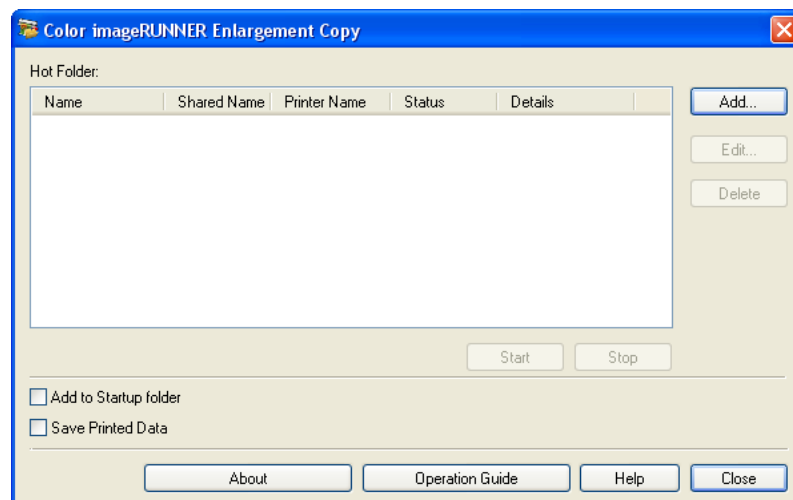 Color imageRUNNER Enlargement Copy
Hot Folder:
Name Shared Name Printer Name Status Details
Add...
Edit...
Delete
Start Stop
Add to Startup folder
Save Printed Data
About Operation Guide Help Close